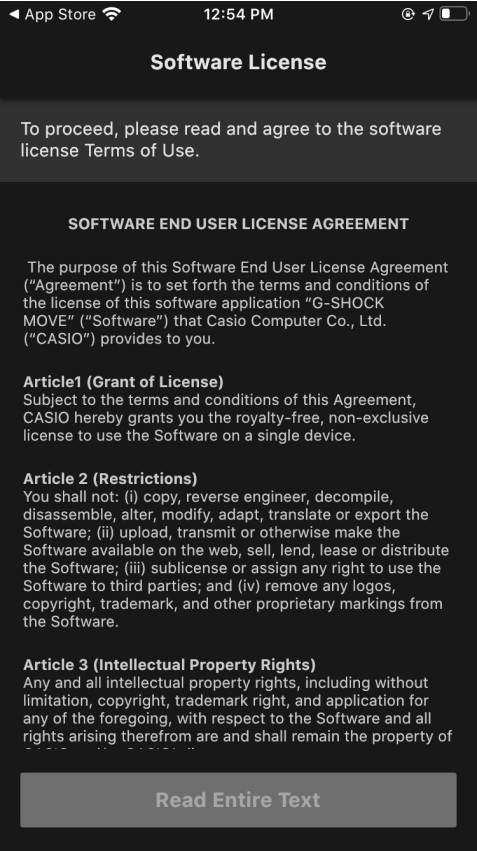 ◀ App Store
12:54 PM
Software License
To proceed, please read and agree to the software
license Terms of Use.
SOFTWARE END USER LICENSE AGREEMENT
The purpose of this Software End User License Agreement
(“Agreement”) is to set forth the terms and conditions of
the license of this software application “G-SHOCK
MOVE” (“Software”) that Casio Computer Co., Ltd.
(“CASIO”) provides to you.
Article1 (Grant of License)
Subject to the terms and conditions of this Agreement,
CASIO hereby grants you the royalty-free, non-exclusive
license to use the Software on a single device.
Article 2 (Restrictions)
You shall not: (i) copy, reverse engineer, decompile,
disassemble, alter, modify, adapt, translate or export the
Software; (ii) upload, transmit or otherwise make the
Software available on the web, sell, lend, lease or distribute
the Software; (iii) sublicense or assign any right to use the
Software to third parties; and (iv) remove any logos,
copyright, trademark, and other proprietary markings from
the Software.
Article 3 (Intellectual Property Rights)
Any and all intellectual property rights, including without
limitation, copyright, trademark right, and application for
any of the foregoing, with respect to the Software and all
rights arising therefrom are and shall remain the property of
Read Entire Text